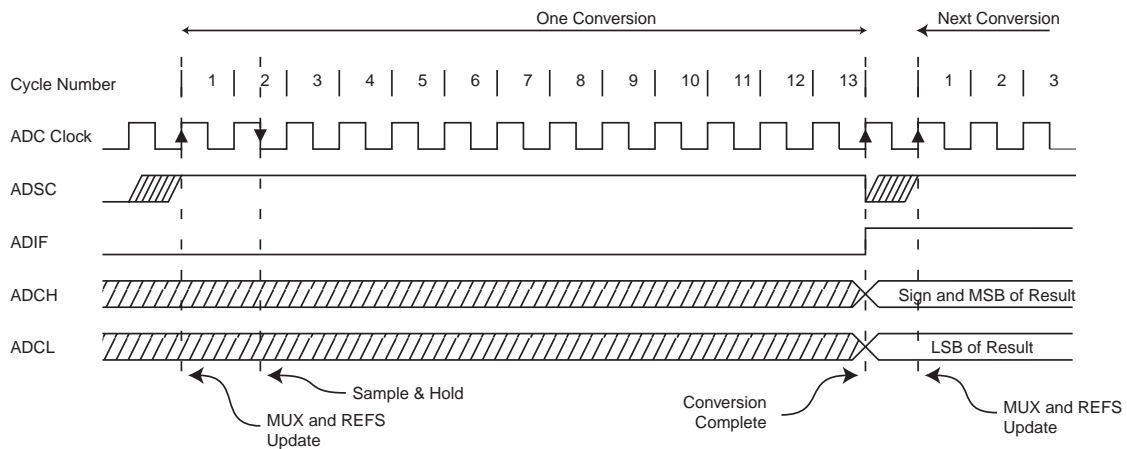 One Conversion
Next Conversion
Cycle Number
1 2 3 4 5 6 7 8 9 10 11 12 13 1 2 3
ADC Clock
ADSC
ADIF
ADCH
Sign and MSB of Result
ADCL
LSB of Result
Sample & Hold
MUX and REFS
Update
Conversion
Complete
MUX and REFS
Update